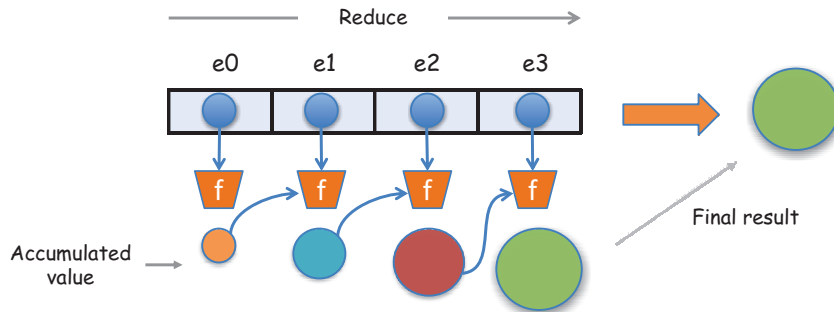 Reduce
e0 e1 e2 e3
f f f f
Accumulated
value
Final result